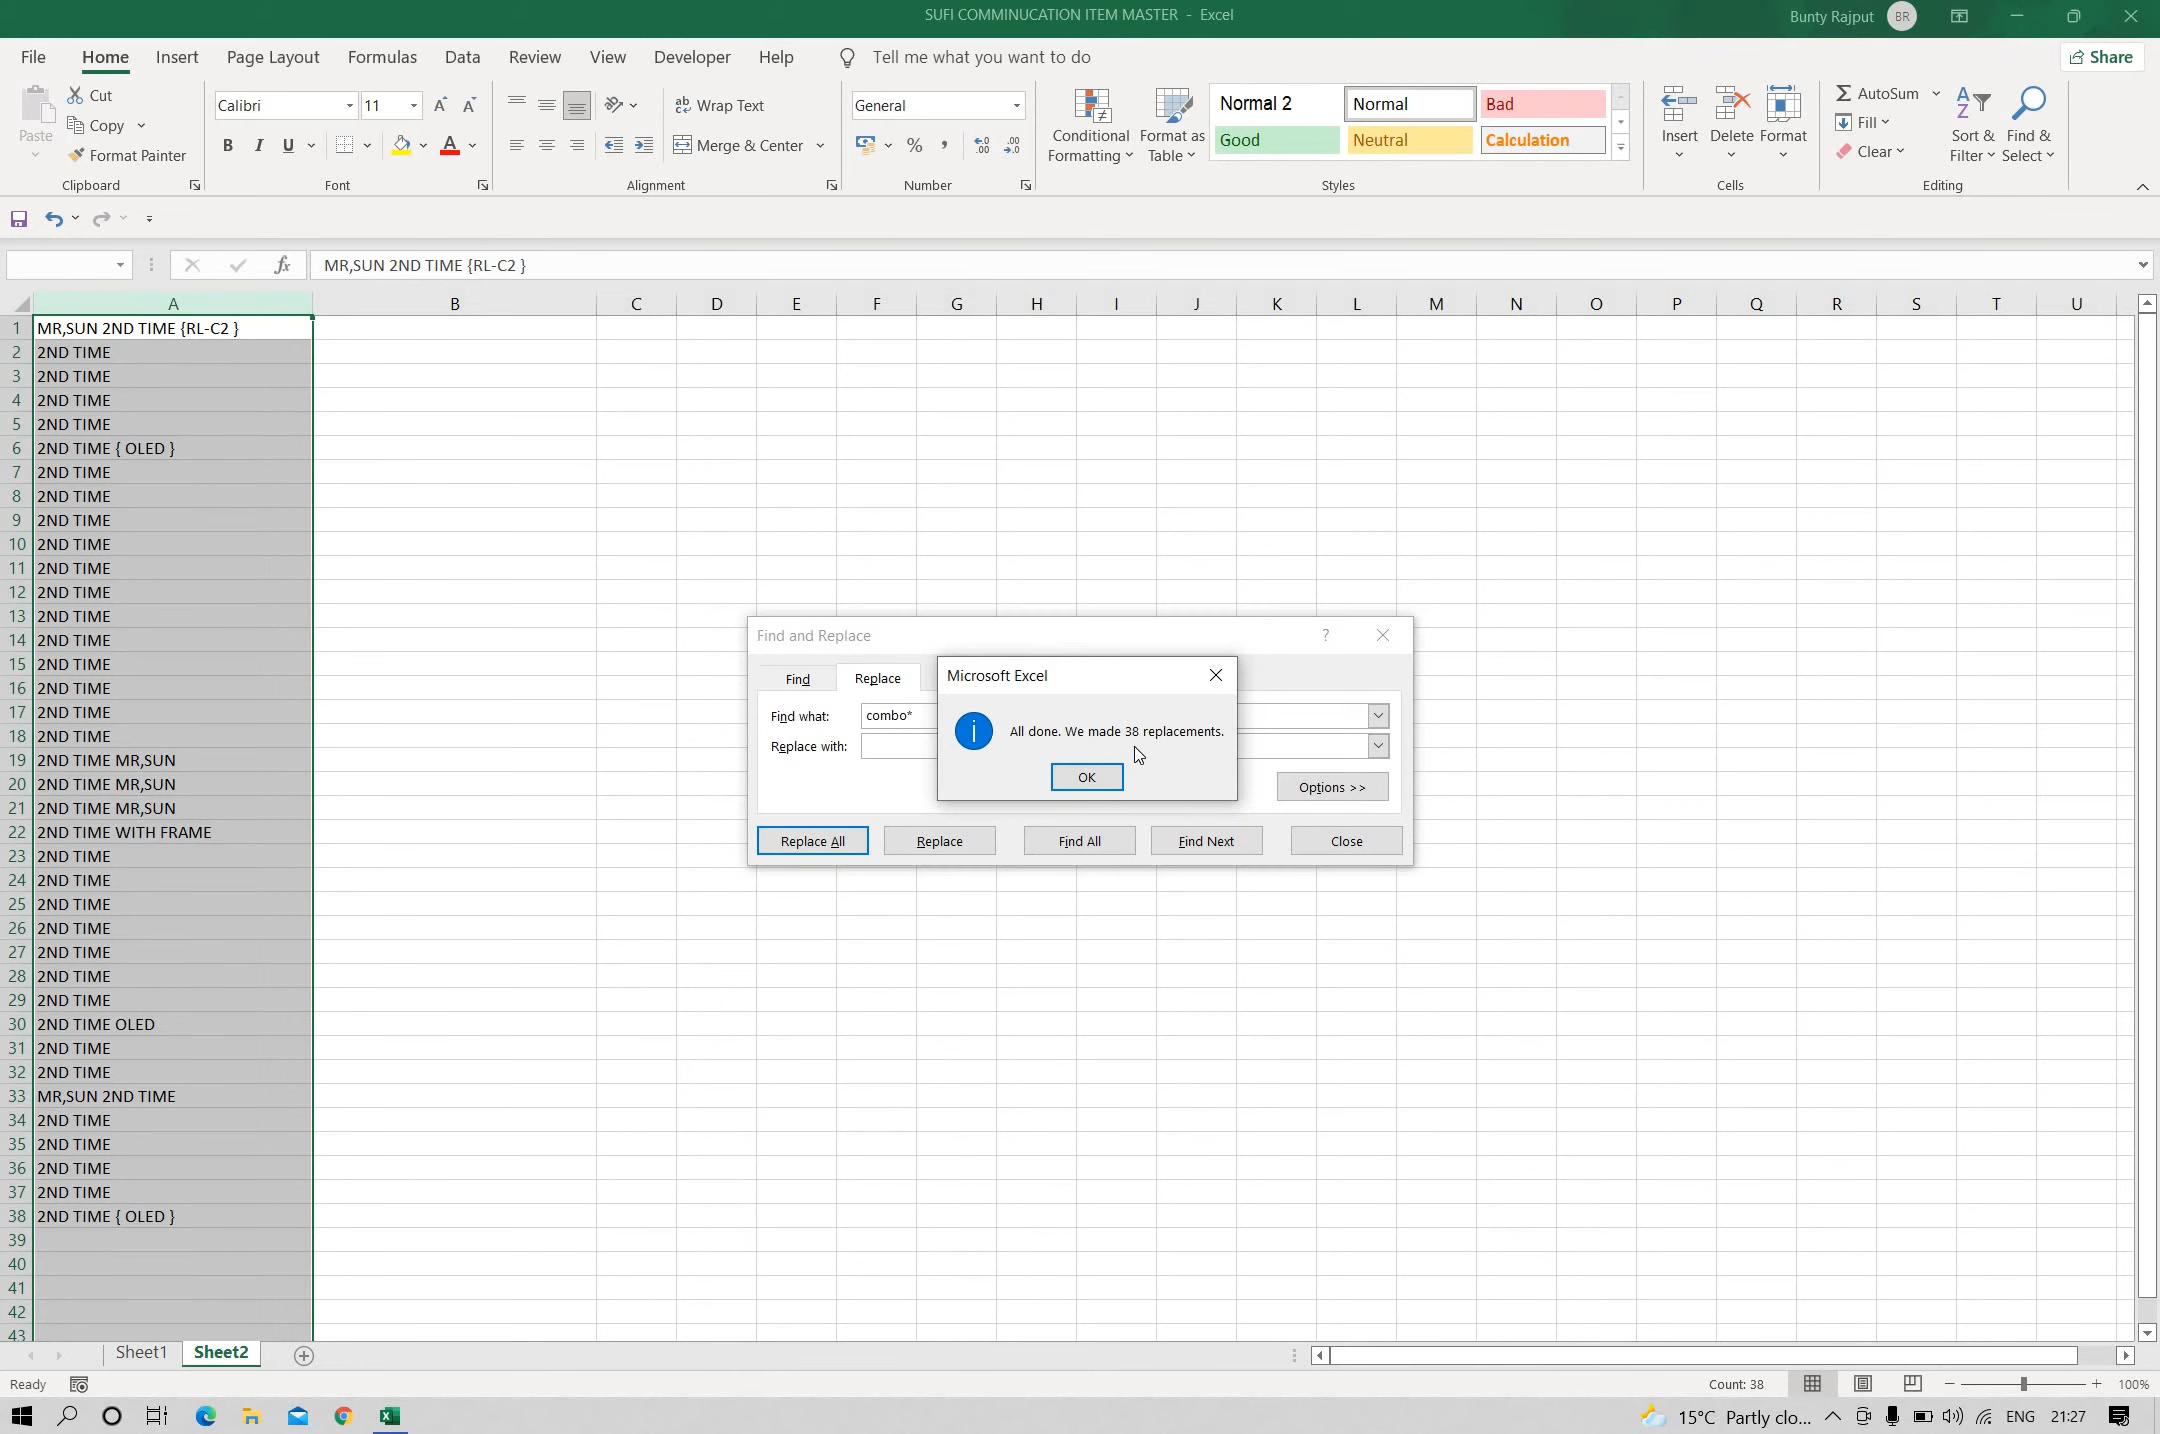 SUFI COMMINUCATION ITEM MASTER - Excel
Bunty Rajput BR
File Home Insert Page Layout Formulas Data Review View Developer Help Tell me what you want to do Share
Paste
Cut
Copy
Format Painter
Clipboard
Calibri 11
B I U
Font
Wrap Text
Merge & Center
Alignment
General
Number
Conditional Formatting
Format as Table
Normal 2 Normal Bad
Good Neutral Calculation
Styles
Insert Delete Format
Cells
AutoSum
Fill
Clear
Sort & Filter
Find & Select
Editing
MR,SUN 2ND TIME {RL-C2 }
A B C D E F G H I J K L M N O P Q R S T U
1 MR,SUN 2ND TIME {RL-C2 }
2 2ND TIME
3 2ND TIME
4 2ND TIME
5 2ND TIME
6 2ND TIME { OLED }
7 2ND TIME
8 2ND TIME
9 2ND TIME
10 2ND TIME
11 2ND TIME
12 2ND TIME
13 2ND TIME
14 2ND TIME
15 2ND TIME
16 2ND TIME
17 2ND TIME
18 2ND TIME
19 2ND TIME MR,SUN
20 2ND TIME MR,SUN
21 2ND TIME MR,SUN
22 2ND TIME WITH FRAME
23 2ND TIME
24 2ND TIME
25 2ND TIME
26 2ND TIME
27 2ND TIME
28 2ND TIME
29 2ND TIME
30 2ND TIME OLED
31 2ND TIME
32 2ND TIME
33 MR,SUN 2ND TIME
34 2ND TIME
35 2ND TIME
36 2ND TIME
37 2ND TIME
38 2ND TIME { OLED }
39
40
41
42
43
Find and Replace ?
Find Replace
Find what: combo*
Replace with:
Options >>
Replace All Replace Find All Find Next Close
Microsoft Excel
All done. We made 38 replacements.
OK
Sheet1 Sheet2
Ready Count: 38 100%
15°C Partly clo... ENG 21:27